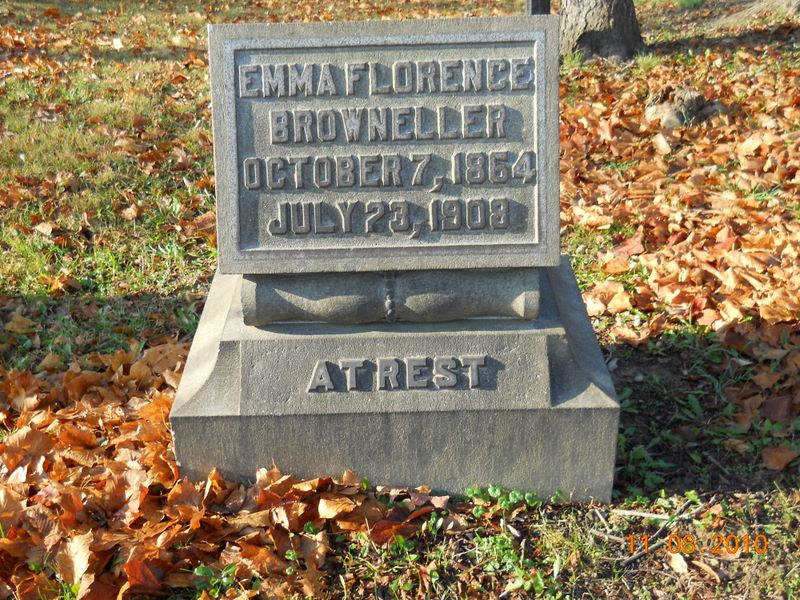 EMMA FLORENCE
BROWNELLER
OCTOBER 7, 1864
JULY 23, 1908
AT REST
11 08 2010